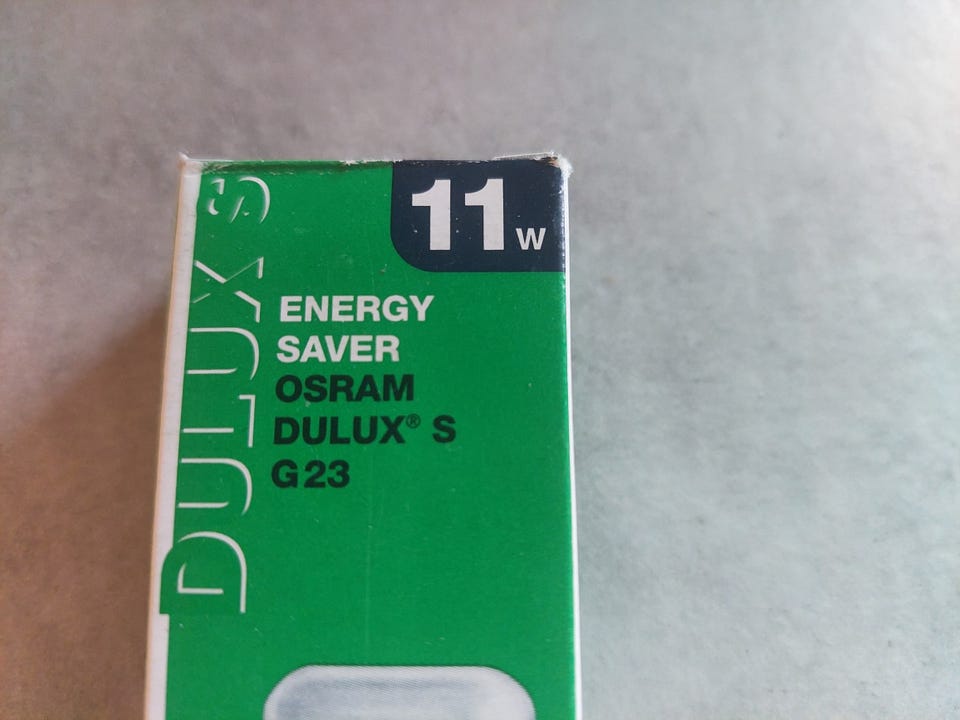 11 W
ENERGY
SAVER
OSRAM
DULUX® S
G23
DULUX S